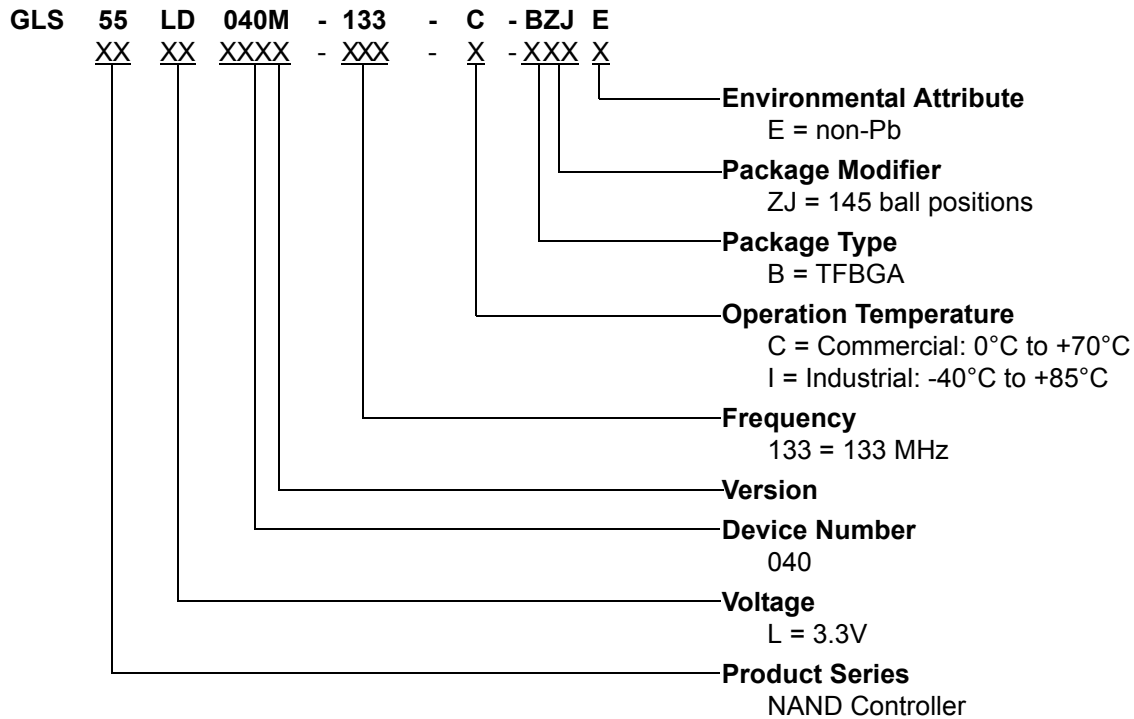 GLS 55 LD 040M - 133 - C - BZJ E
XX XX XXXX - XXX - X - XXX X
Environmental Attribute
E = non-Pb
Package Modifier
ZJ = 145 ball positions
Package Type
B = TFBGA
Operation Temperature
C = Commercial: 0°C to +70°C
I = Industrial: -40°C to +85°C
Frequency
133 = 133 MHz
Version
Device Number
040
Voltage
L = 3.3V
Product Series
NAND Controller